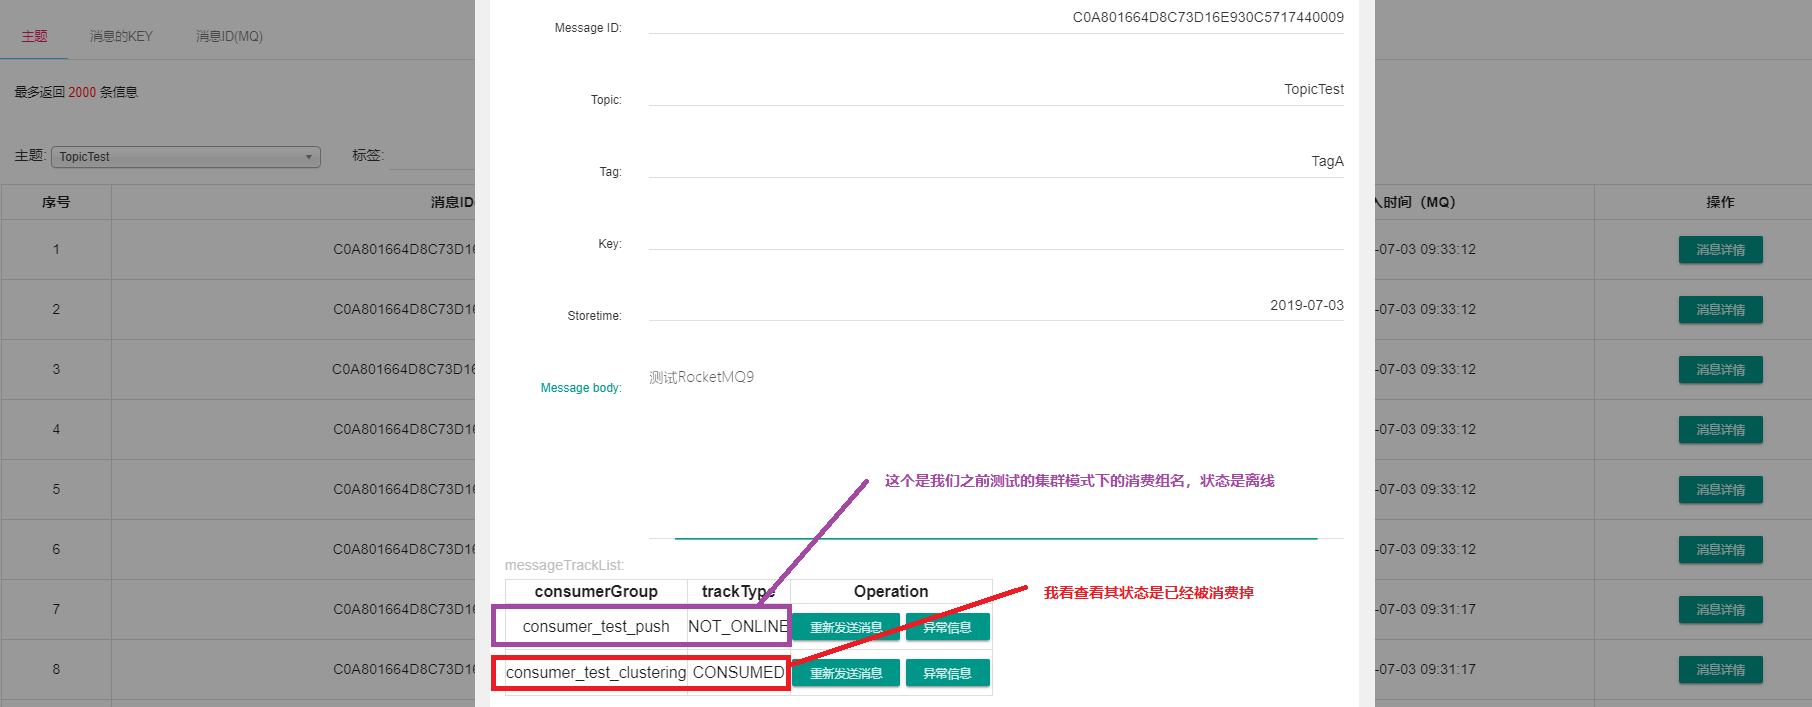 主题 消息的KEY 消息ID(MQ)
最多返回 2000 条信息
主题: TopicTest 标签:
序号 消息ID 入时间（MQ） 操作
1 C0A801664D8C73D16 -07-03 09:33:12 消息详情
2 C0A801664D8C73D16 -07-03 09:33:12 消息详情
3 C0A801664D8C73D16 -07-03 09:33:12 消息详情
4 C0A801664D8C73D16 -07-03 09:33:12 消息详情
5 C0A801664D8C73D16 -07-03 09:33:12 消息详情
6 C0A801664D8C73D16 -07-03 09:33:12 消息详情
7 C0A801664D8C73D16 -07-03 09:31:17 消息详情
8 C0A801664D8C73D16 -07-03 09:31:17 消息详情
Message ID: C0A801664D8C73D16E930C5717440009
Topic: TopicTest
Tag: TagA
Key:
Storetime: 2019-07-03
Message body: 测试RocketMQ9
这个是我们之前测试的集群模式下的消费组名，状态是离线
messageTrackList:
consumerGroup trackType Operation
我看查看其状态是已经被消费掉
consumer_test_push NOT_ONLINE 重新发送消息 异常信息
consumer_test_clustering CONSUMED 重新发送消息 异常信息